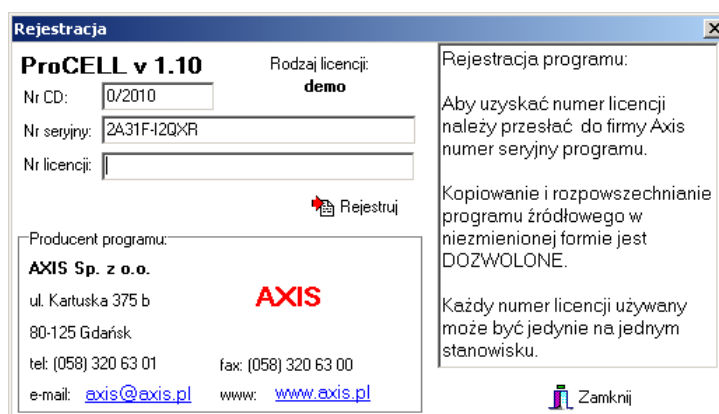 Rejestracja
ProCELL v 1.10
Rodzaj licencji:
demo
Nr CD: 0/2010
Nr seryjny: 2A31F-I2QXR
Nr licencji:
Rejestruj
Producent programu:
AXIS Sp. z o.o.
ul. Kartuska 375 b
AXIS
80-125 Gdańsk
tel: (058) 320 63 01 fax: (058) 320 63 00
e-mail: axis@axis.pl www: www.axis.pl
Rejestracja programu:
Aby uzyskać numer licencji
należy przesłać do firmy Axis
numer seryjny programu.
Kopiowanie i rozpowszechnianie
programu źródłowego w
niezmienionej formie jest
DOZWOLONE.
Każdy numer licencji używany
może być jedynie na jednym
stanowisku.
Zamknij